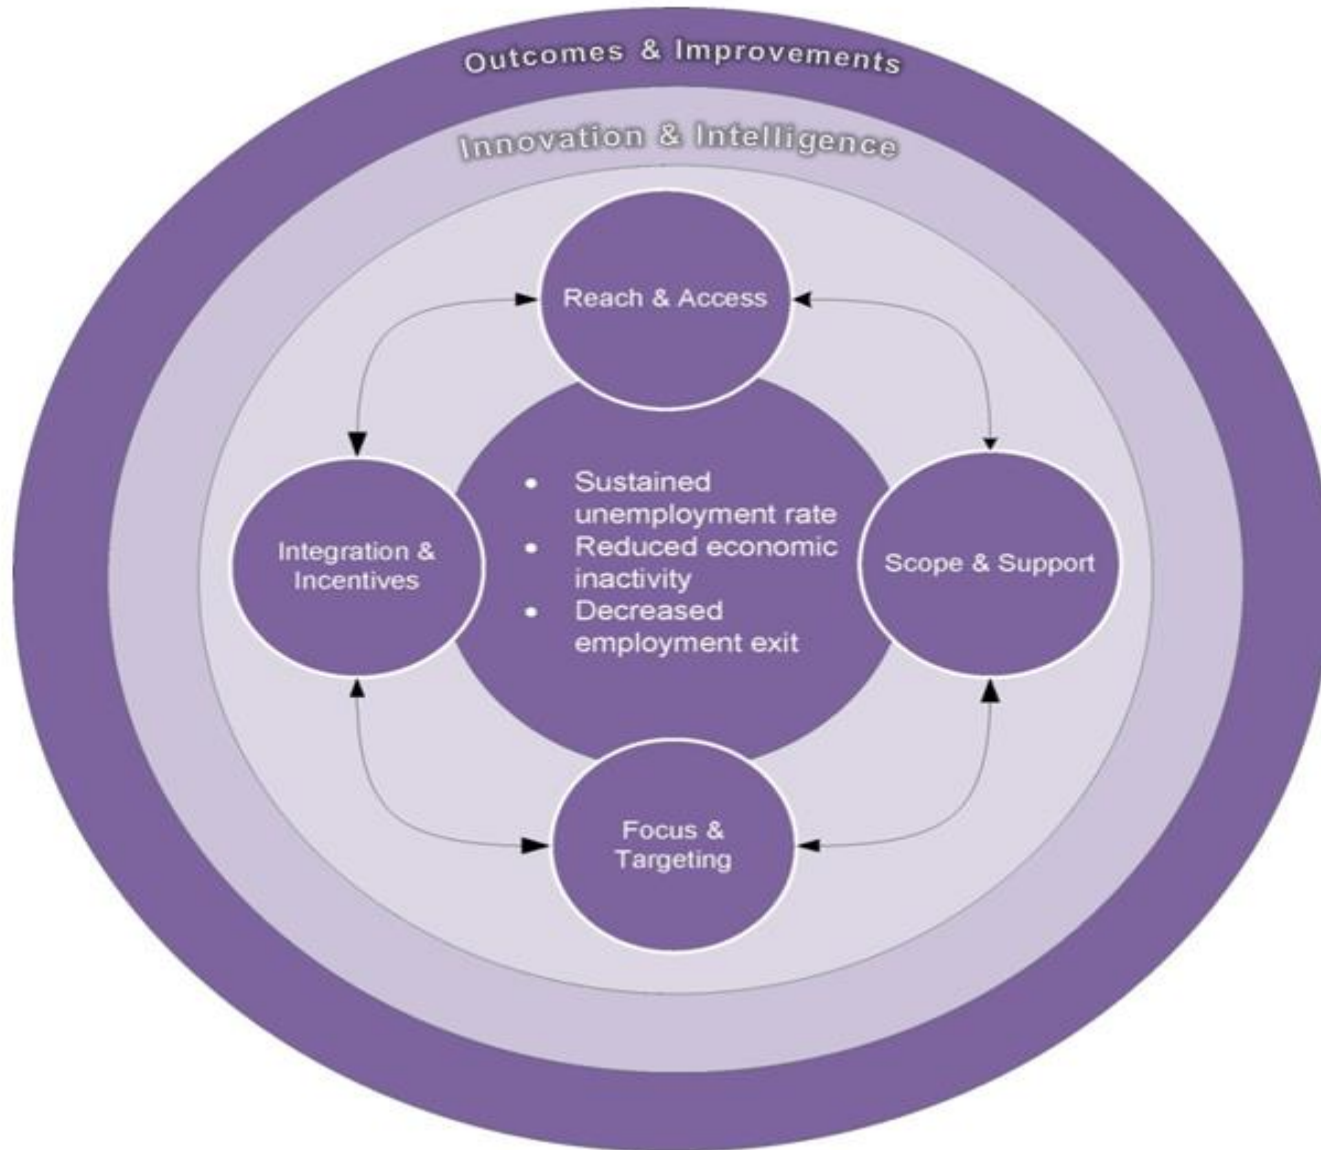 Outcomes & Improvements
Innovation & Intelligence
Reach & Access
Integration &
Incentives
• Sustained
unemployment rate
• Reduced economic
inactivity
• Decreased
employment exit
Scope & Support
Focus &
Targeting